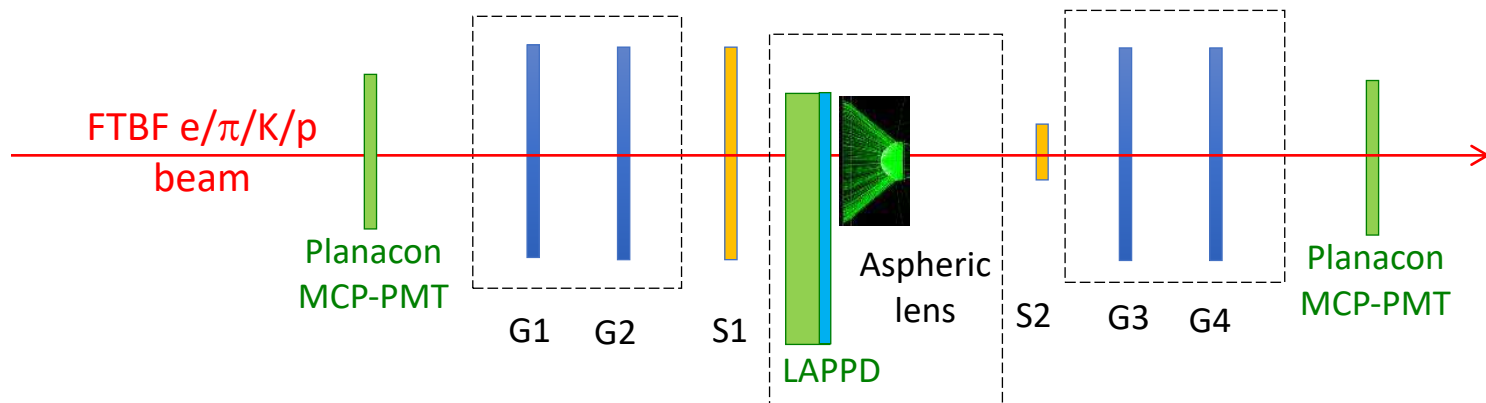 FTBF e/π/K/p
beam
Planacon
MCP-PMT
G1
G2
S1
LAPPD
Aspheric
lens
S2
G3
G4
Planacon
MCP-PMT